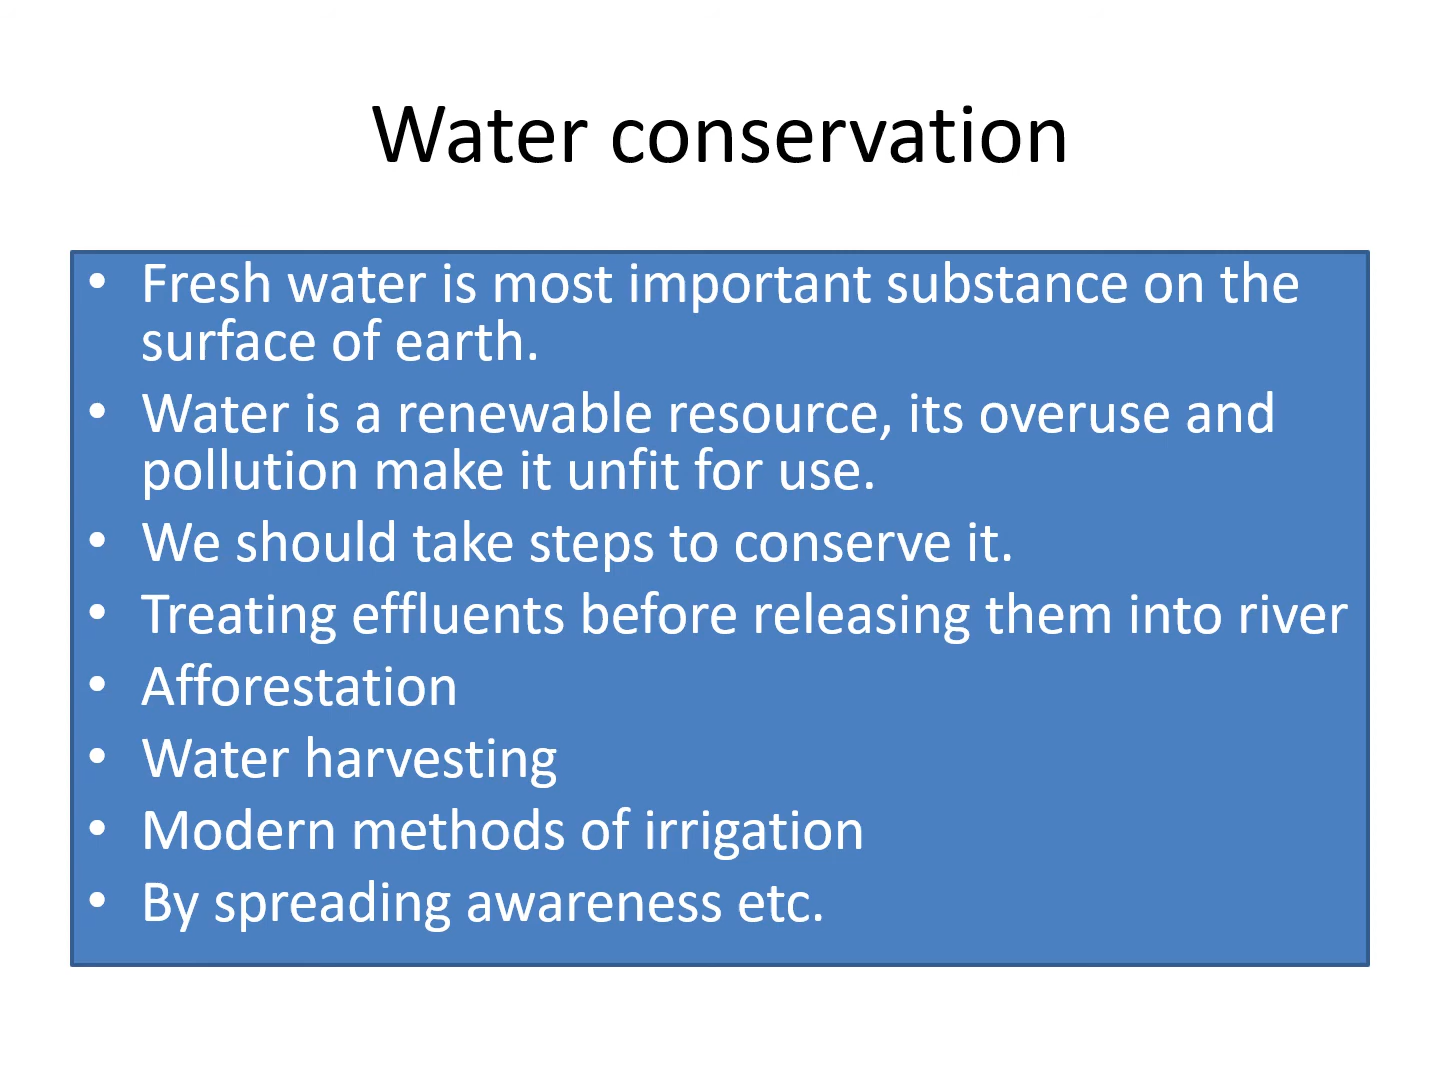 Water conservation
• Fresh water is most important substance on the
surface of earth.
• Water is a renewable resource, its overuse and
pollution make it unfit for use.
• We should take steps to conserve it.
• Treating effluents before releasing them into river
• Afforestation
• Water harvesting
• Modern methods of irrigation
• By spreading awareness etc.